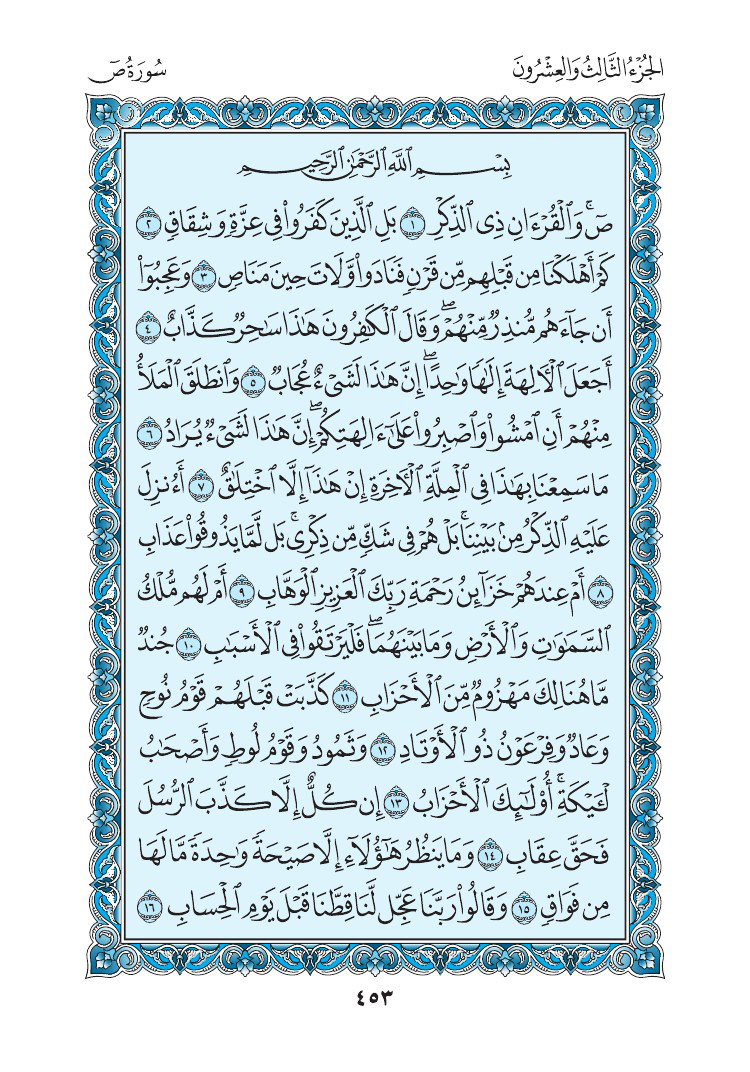 الجُزْءُ الثَّالِثُ وَالعِشْرُونَ
سُورَةُ صٓ
بِسْمِ ٱللَّهِ ٱلرَّحْمَٰنِ ٱلرَّحِيمِ
صٓۚ وَٱلْقُرْءَانِ ذِى ٱلذِّكْرِ ١ بَلِ ٱلَّذِينَ كَفَرُوا۟ فِى عِزَّةٍ وَشِقَاقٍ ٢
كَمْ أَهْلَكْنَا مِن قَبْلِهِم مِّن قَرْنٍ فَنَادَوا۟ وَّلَاتَ حِينَ مَنَاصٍ ٣ وَعَجِبُوٓا۟
أَن جَآءَهُم مُّنذِرٌ مِّنْهُمْۖ وَقَالَ ٱلْكَٰفِرُونَ هَٰذَا سَٰحِرٌ كَذَّابٌ ٤
أَجَعَلَ ٱلْءَالِهَةَ إِلَٰهًا وَٰحِدًاۖ إِنَّ هَٰذَا لَشَىْءٌ عُجَابٌ ٥ وَٱنطَلَقَ ٱلْمَلَأُ
مِنْهُمْ أَنِ ٱمْشُوا۟ وَٱصْبِرُوا۟ عَلَىٰٓ ءَالِهَتِكُمْۖ إِنَّ هَٰذَا لَشَىْءٌ يُرَادُ ٦
مَا سَمِعْنَا بِهَٰذَا فِى ٱلْمِلَّةِ ٱلْءَاخِرَةِ إِنْ هَٰذَآ إِلَّا ٱخْتِلَٰقٌ ٧ أَءُنزِلَ
عَلَيْهِ ٱلذِّكْرُ مِنۢ بَيْنِنَاۚ بَلْ هُمْ فِى شَكٍّ مِّن ذِكْرِىۚ بَل لَّمَّا يَذُوقُوا۟ عَذَابِ
٨ أَمْ عِندَهُمْ خَزَآئِنُ رَحْمَةِ رَبِّكَ ٱلْعَزِيزِ ٱلْوَهَّابِ ٩ أَمْ لَهُم مُّلْكُ
ٱلسَّمَٰوَٰتِ وَٱلْأَرْضِ وَمَا بَيْنَهُمَاۖ فَلْيَرْتَقُوا۟ فِى ٱلْأَسْبَٰبِ ١٠ جُندٌ
مَّا هُنَالِكَ مَهْزُومٌ مِّنَ ٱلْأَحْزَابِ ١١ كَذَّبَتْ قَبْلَهُمْ قَوْمُ نُوحٍ
وَعَادٌ وَفِرْعَوْنُ ذُو ٱلْأَوْتَادِ ١٢ وَثَمُودُ وَقَوْمُ لُوطٍ وَأَصْحَٰبُ
لْـَٔيْكَةِۚ أُو۟لَٰٓئِكَ ٱلْأَحْزَابُ ١٣ إِن كُلٌّ إِلَّا كَذَّبَ ٱلرُّسُلَ
فَحَقَّ عِقَابِ ١٤ وَمَا يَنظُرُ هَٰٓؤُلَآءِ إِلَّا صَيْحَةً وَٰحِدَةً مَّا لَهَا
مِن فَوَاقٍ ١٥ وَقَالُوا۟ رَبَّنَا عَجِّل لَّنَا قِطَّنَا قَبْلَ يَوْمِ ٱلْحِسَابِ ١٦
٤٥٣